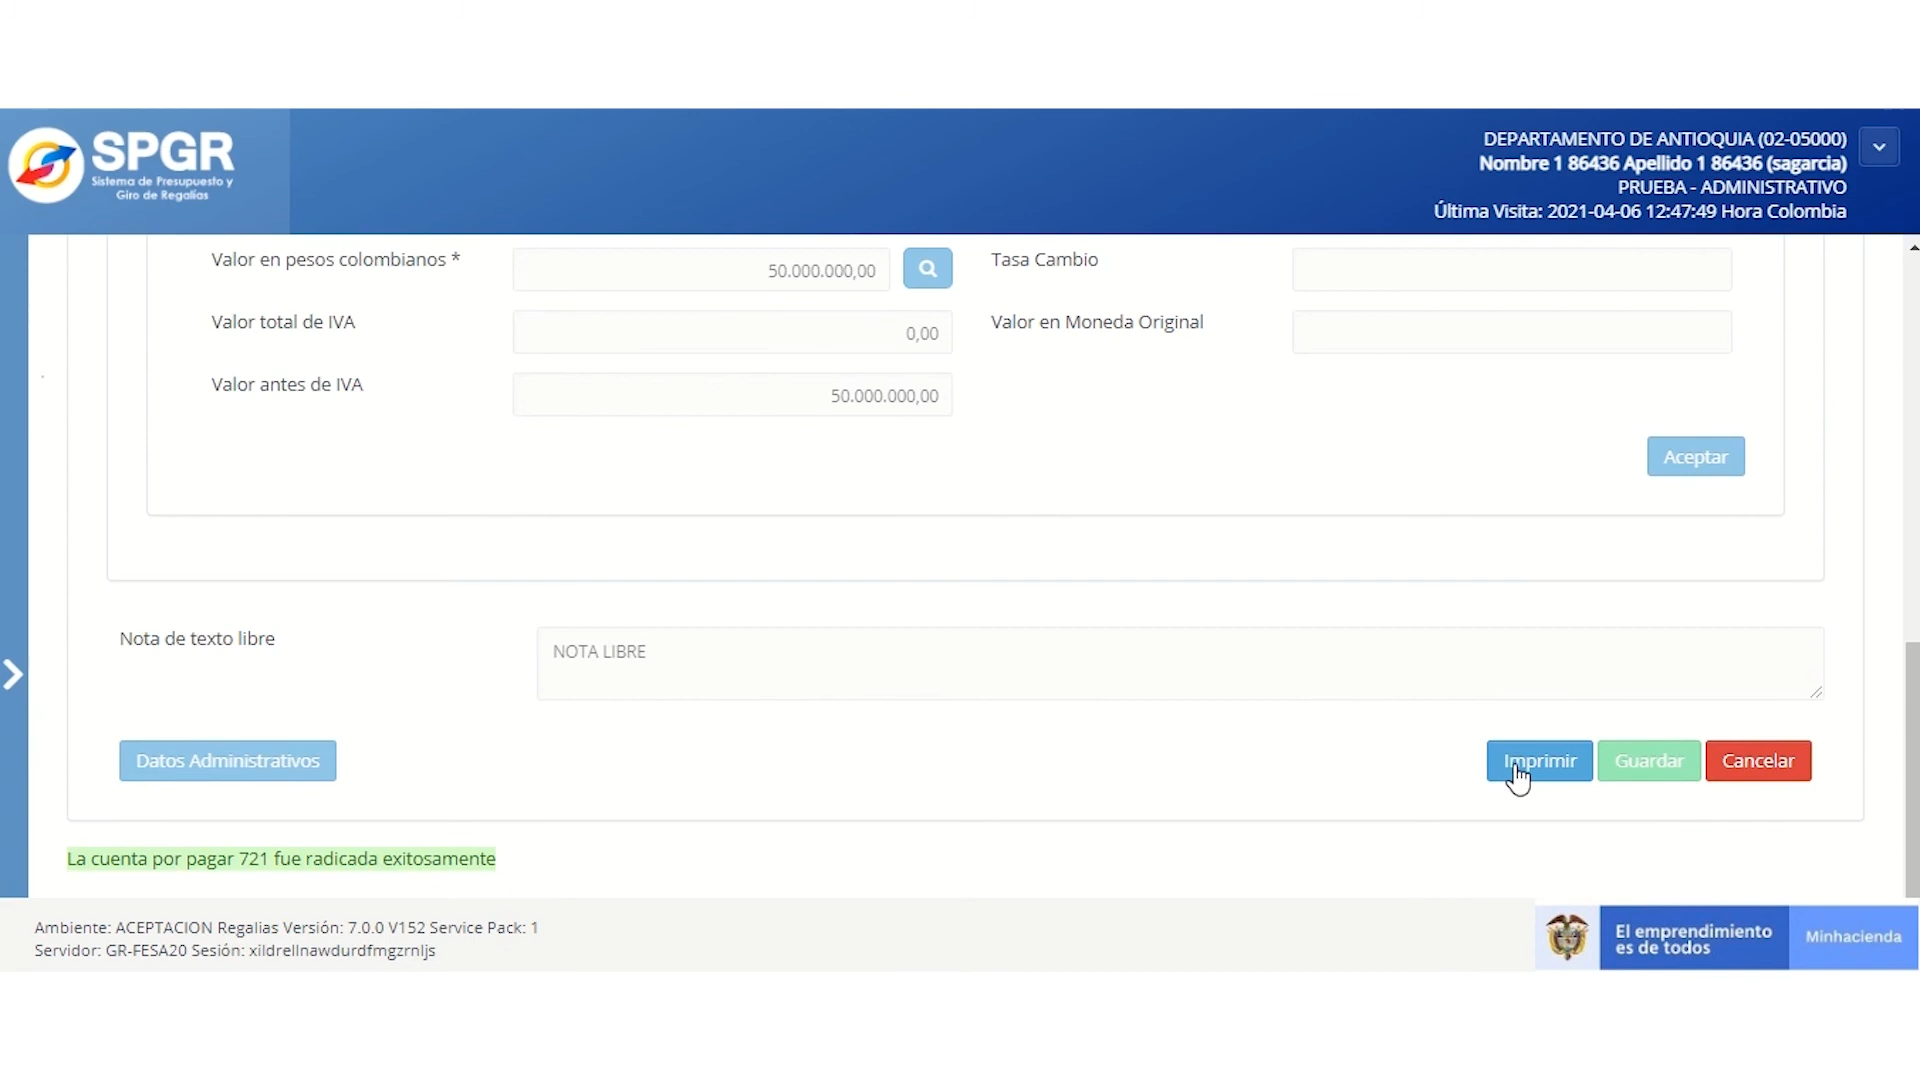 SPGR
Sistema de Presupuesto y
Giro de Regalías
DEPARTAMENTO DE ANTIOQUIA (02-05000)
Nombre 1 86436 Apellido 1 86436 (sagarcia)
PRUEBA - ADMINISTRATIVO
Última Visita: 2021-04-06 12:47:49 Hora Colombia
Valor en pesos colombianos * 50.000.000,00 Tasa Cambio
Valor total de IVA 0,00 Valor en Moneda Original
Valor antes de IVA 50.000.000,00
Aceptar
Nota de texto libre NOTA LIBRE
Datos Administrativos Imprimir Guardar Cancelar
La cuenta por pagar 721 fue radicada exitosamente
Ambiente: ACEPTACION Regalias Versión: 7.0.0 V152 Service Pack: 1
Servidor: GR-FESA20 Sesión: xildrellnawdurdfmgzrnljs
El emprendimiento
es de todos
Minhacienda